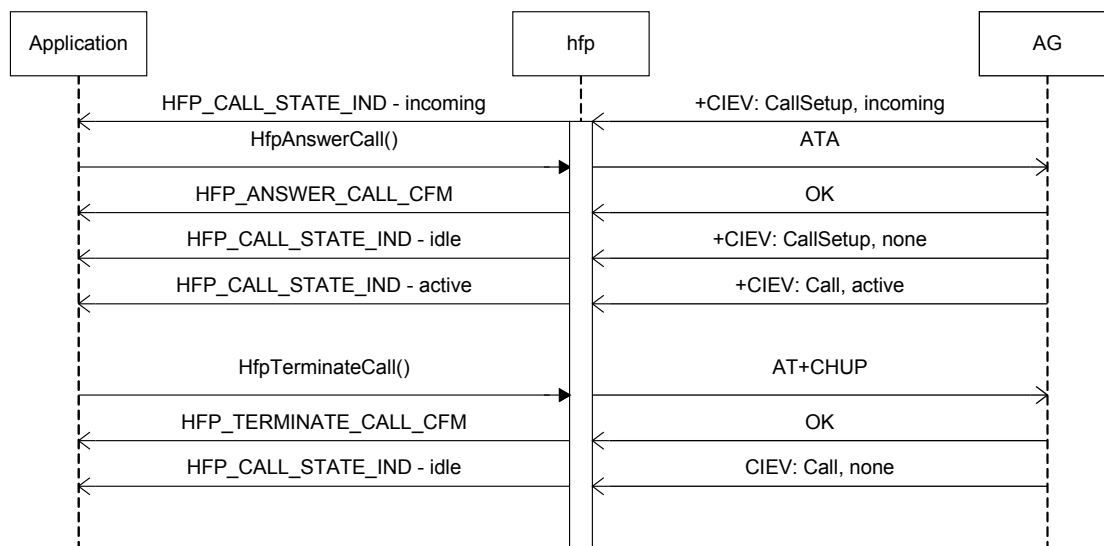 Application
hfp
AG
HFP_CALL_STATE_IND - incoming
+CIEV: CallSetup, incoming
HfpAnswerCall()
ATA
HFP_ANSWER_CALL_CFM
OK
HFP_CALL_STATE_IND - idle
+CIEV: CallSetup, none
HFP_CALL_STATE_IND - active
+CIEV: Call, active
HfpTerminateCall()
AT+CHUP
HFP_TERMINATE_CALL_CFM
OK
HFP_CALL_STATE_IND - idle
CIEV: Call, none